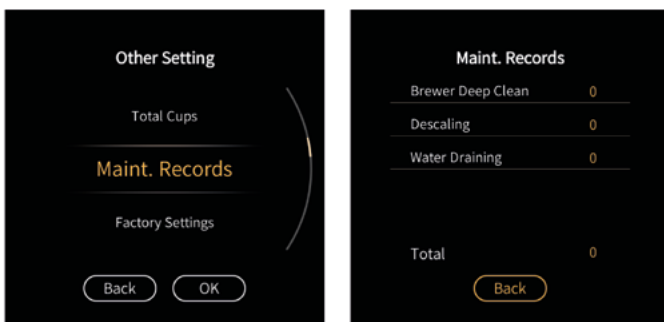 Other Setting
Total Cups
Maint. Records
Factory Settings
Back OK
Maint. Records
Brewer Deep Clean 0
Descaling 0
Water Draining 0
Total 0
Back